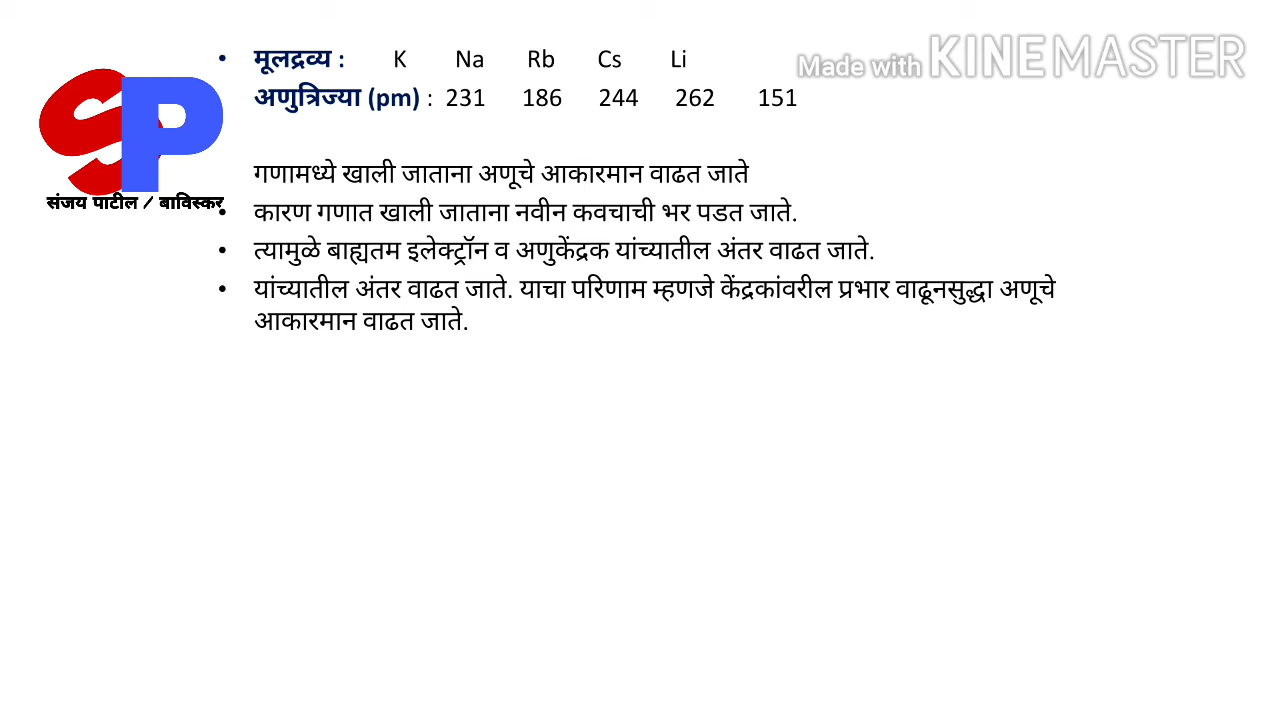 • मूलद्रव्य : K Na Rb Cs Li
Made with KINEMASTER
अणुत्रिज्या (pm) : 231 186 244 262 151
SP
संजय पाटील / बाविस्कर
गणामध्ये खाली जाताना अणूचे आकारमान वाढत जाते
• कारण गणात खाली जाताना नवीन कवचाची भर पडत जाते.
• त्यामुळे बाह्यतम इलेक्ट्रॉन व अणुकेंद्रक यांच्यातील अंतर वाढत जाते.
• यांच्यातील अंतर वाढत जाते. याचा परिणाम म्हणजे केंद्रकांवरील प्रभार वाढूनसुद्धा अणूचे
आकारमान वाढत जाते.